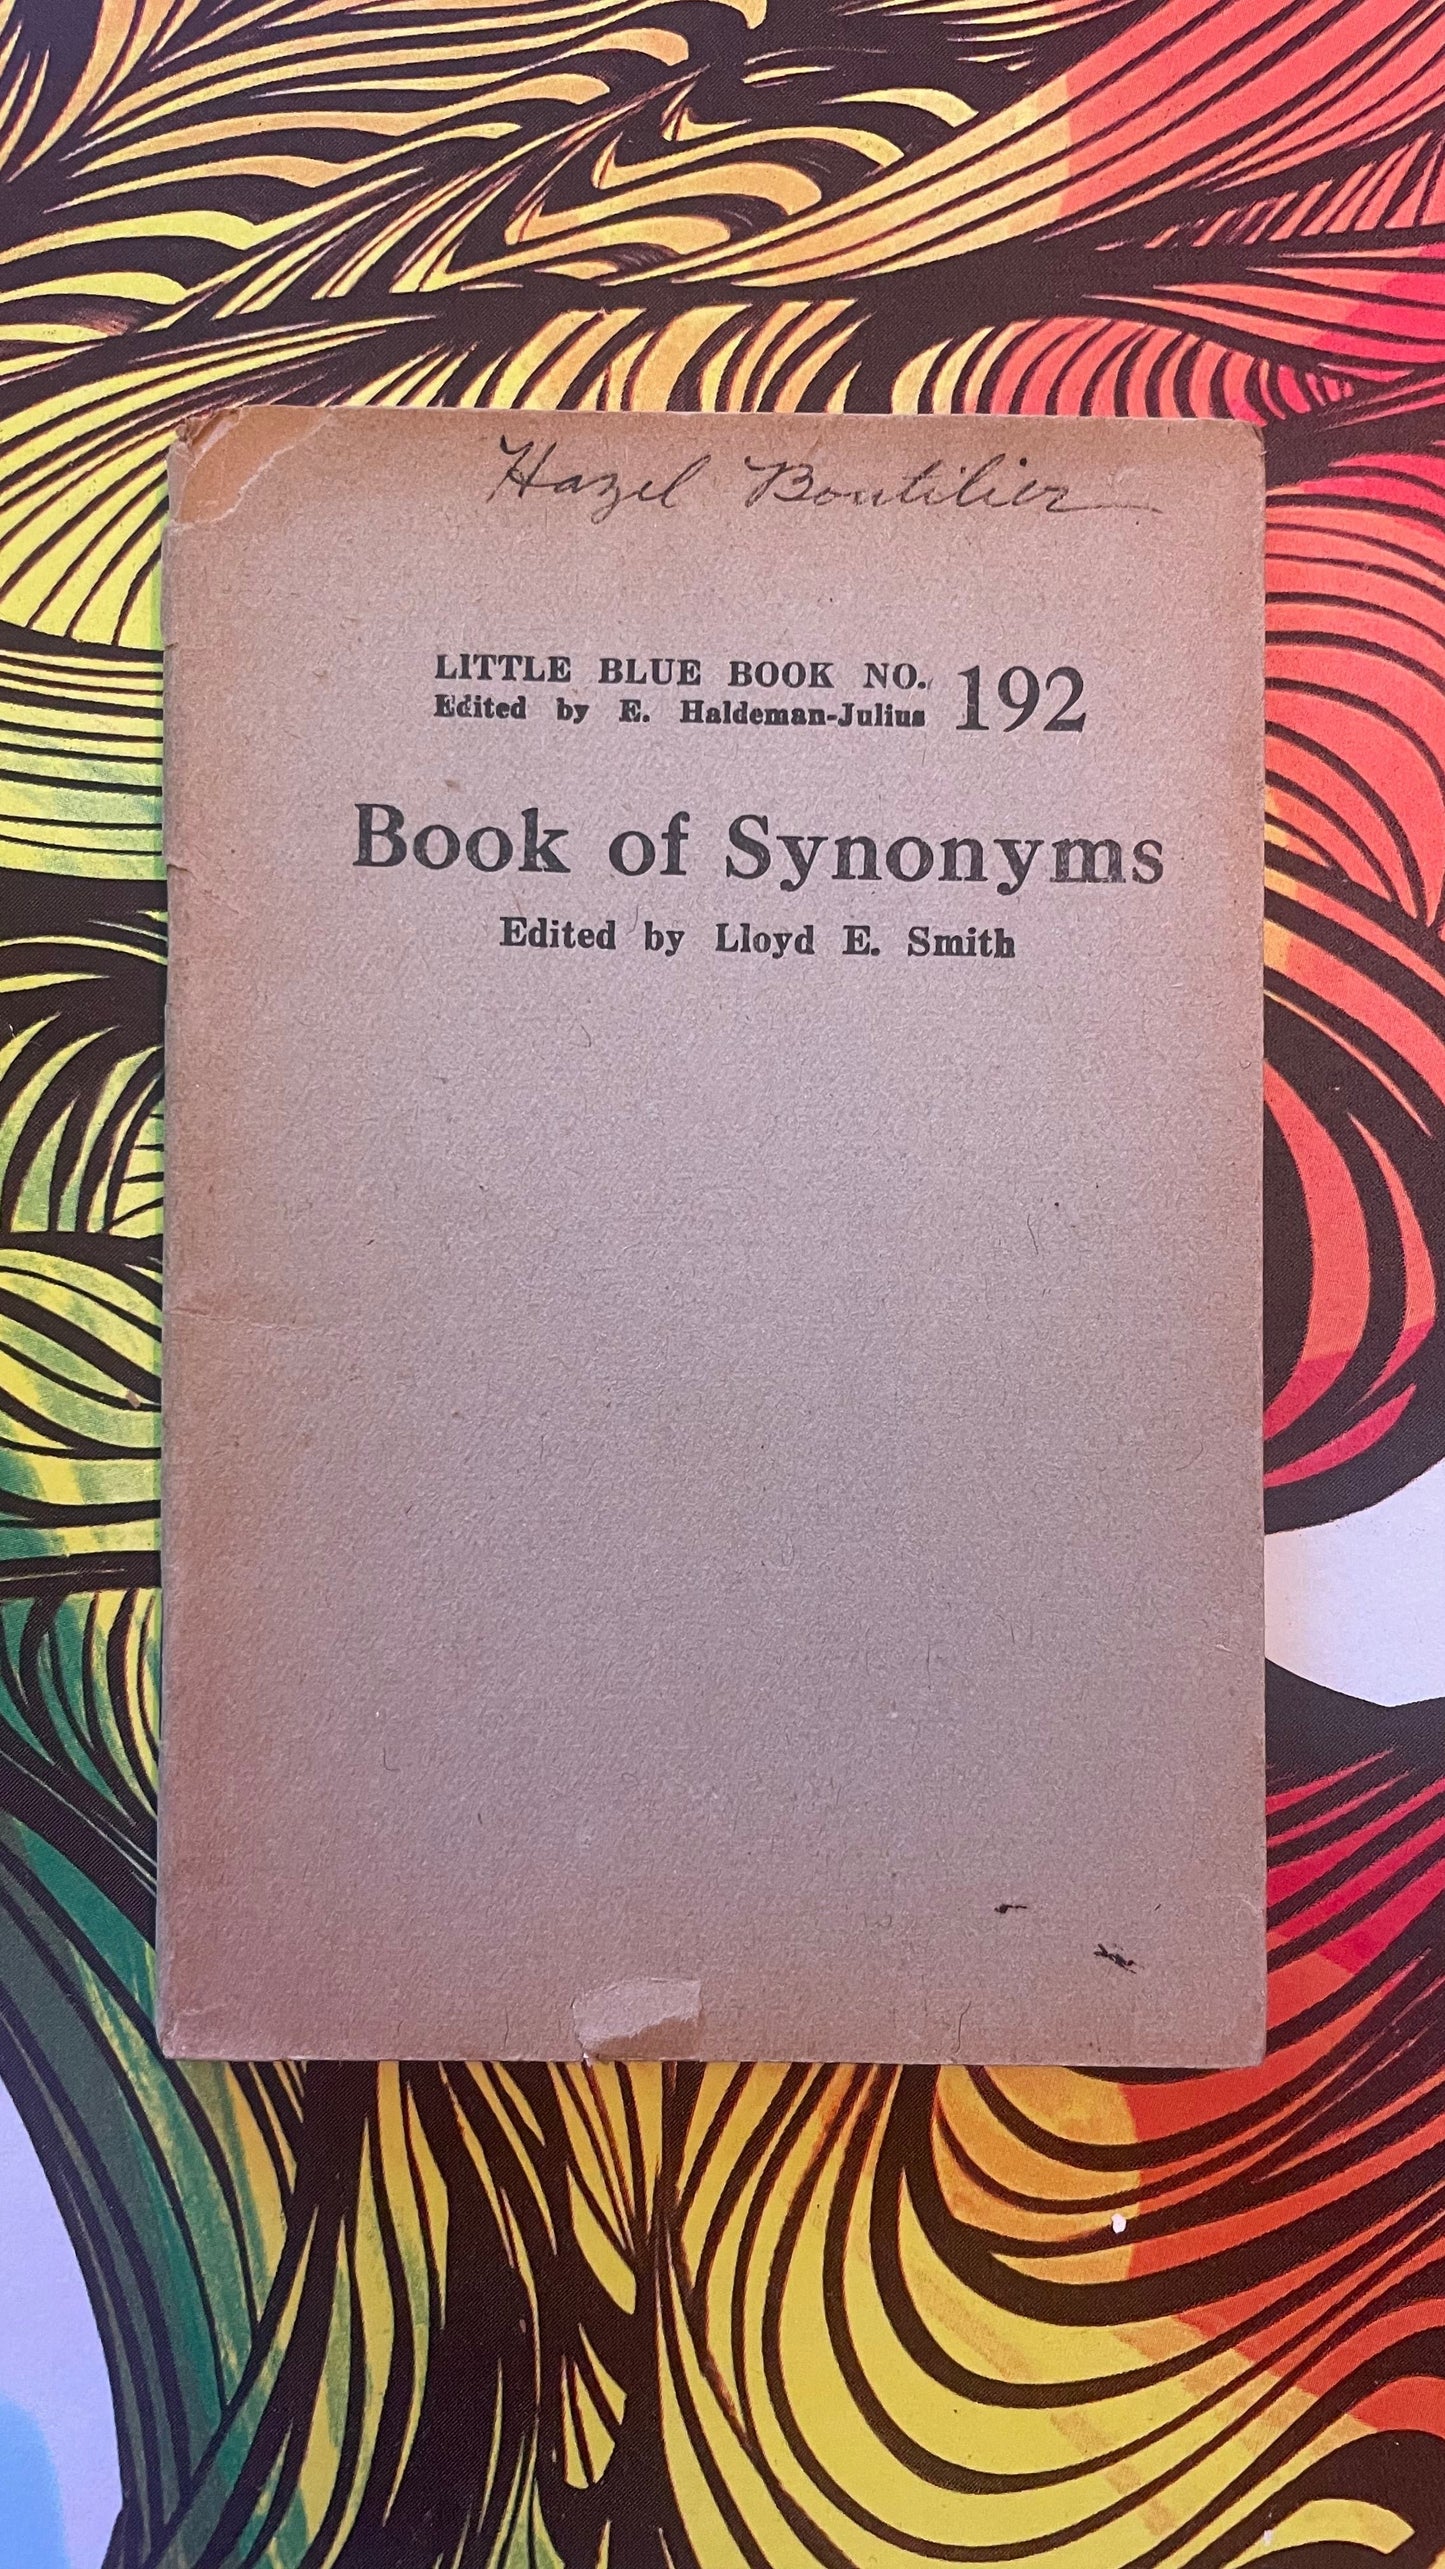 Hazel Boutilier
LITTLE BLUE BOOK NO. 192
Edited by E. Haldeman-Julius
Book of Synonyms
Edited by Lloyd E. Smith